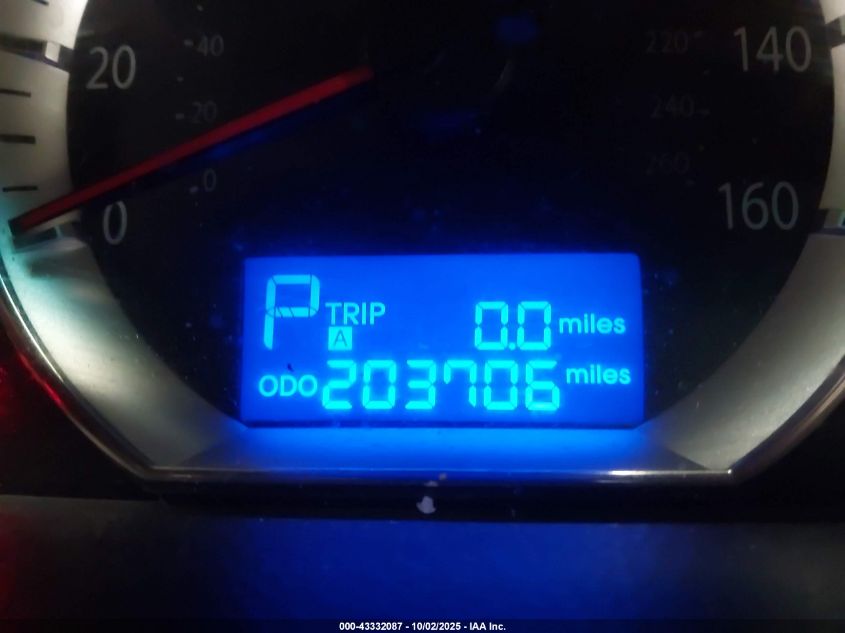 20 40 220 140
20 240
0 260
0 160
P TRIP 0.0 miles
A
ODO 203706 miles
000-43332087 - 10/02/2025 - IAA Inc.